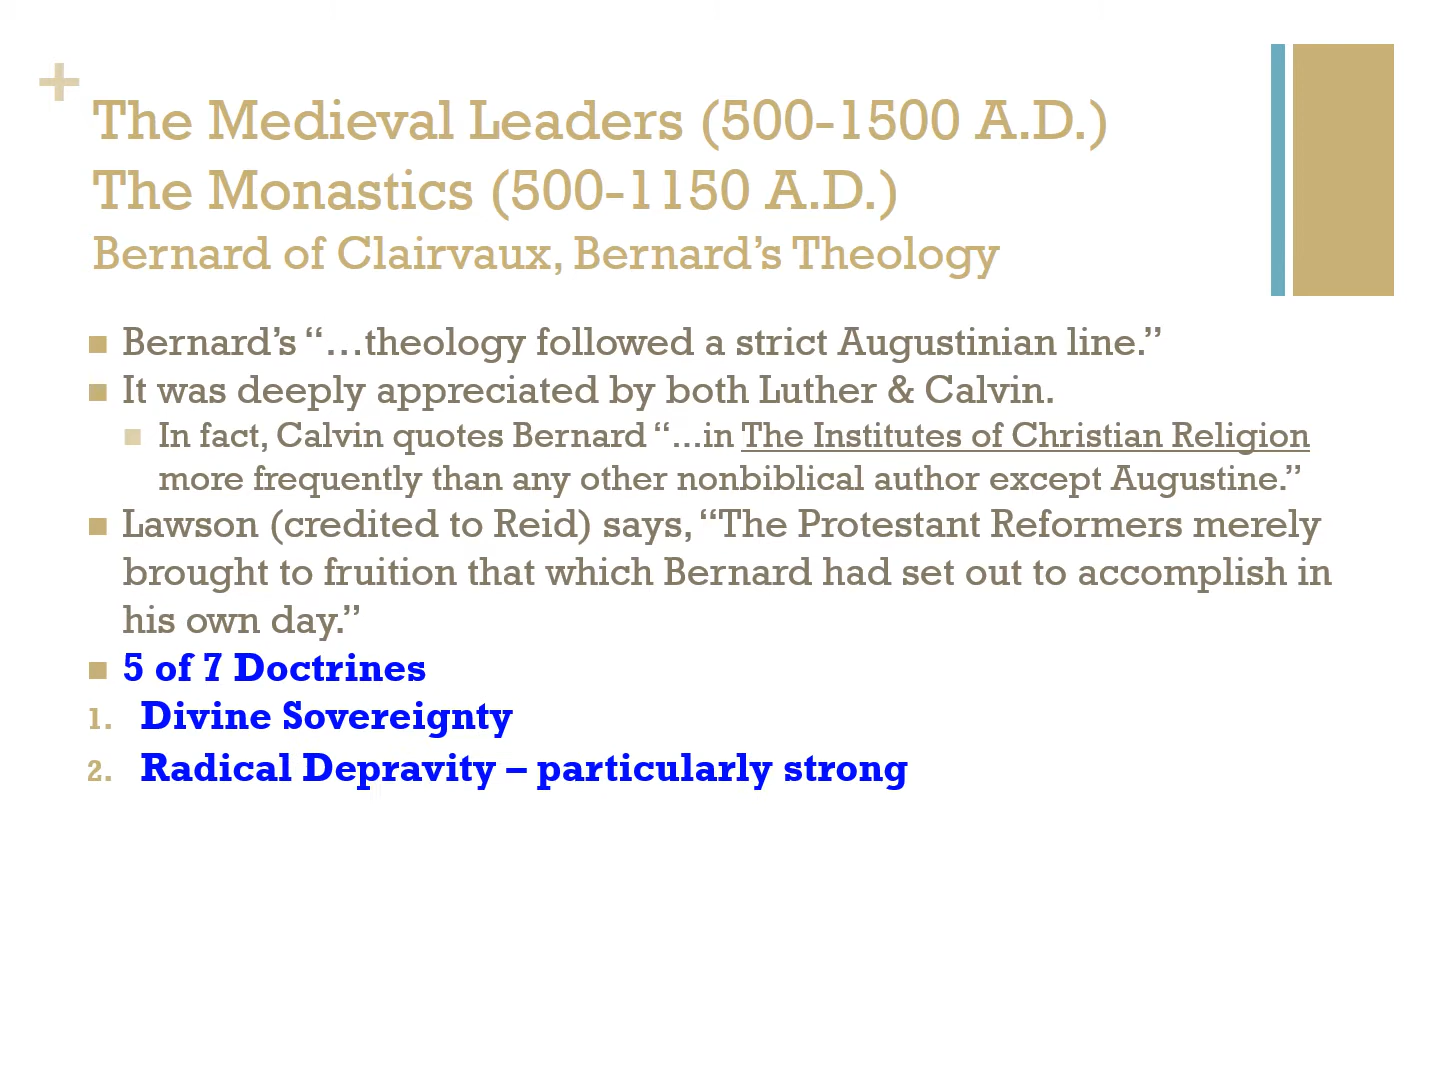 +
The Medieval Leaders (500-1500 A.D.)
The Monastics (500-1150 A.D.)
Bernard of Clairvaux, Bernard’s Theology
Bernard’s “…theology followed a strict Augustinian line.”
It was deeply appreciated by both Luther & Calvin.
In fact, Calvin quotes Bernard “...in The Institutes of Christian Religion
more frequently than any other nonbiblical author except Augustine.”
Lawson (credited to Reid) says, “The Protestant Reformers merely
brought to fruition that which Bernard had set out to accomplish in
his own day.”
5 of 7 Doctrines
1. Divine Sovereignty
2. Radical Depravity – particularly strong